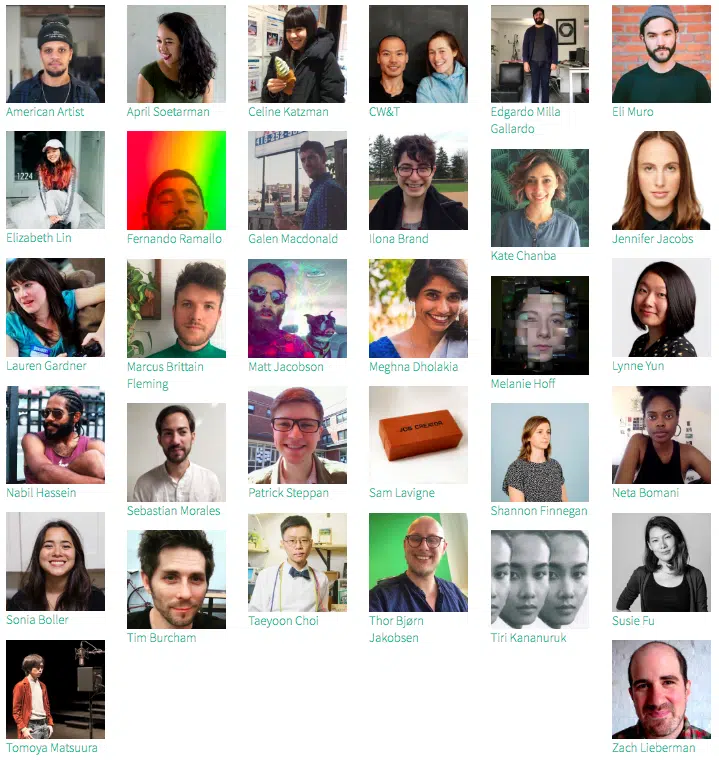 American Artist
April Soetarman
Celine Katzman
CW&T
Edgardo Milla
Gallardo
Eli Muro
1224
Elizabeth Lin
Fernando Ramallo
Galen Macdonald
Ilona Brand
Kate Chanba
Jennifer Jacobs
Lauren Gardner
Marcus Brittain
Fleming
Matt Jacobson
Meghna Dholakia
Melanie Hoff
Lynne Yun
Nabil Hassein
Sebastian Morales
Patrick Steppan
JOB CREATOR
Sam Lavigne
Shannon Finnegan
Neta Bomani
Sonia Boller
Tim Burcham
Taeyoon Choi
Thor Bjørn
Jakobsen
Tiri Kananuruk
Susie Fu
Tomoya Matsuura
Zach Lieberman